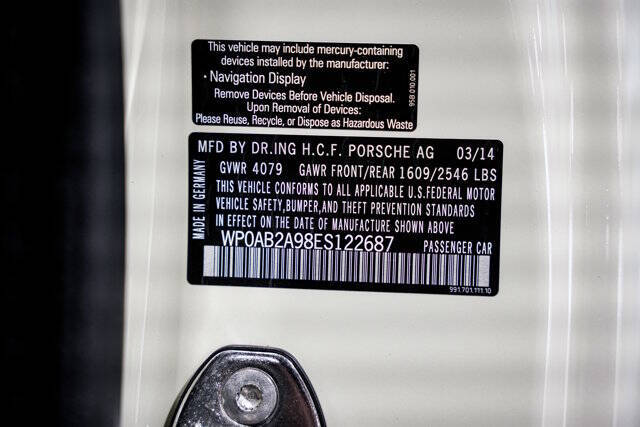 This vehicle may include mercury-containing
devices installed by the manufacturer:
· Navigation Display
Remove Devices Before Vehicle Disposal.
Upon Removal of Devices:
Please Reuse, Recycle, or Dispose as Hazardous Waste
95B 010 001
MFD BY DR.ING H.C.F. PORSCHE AG 03/14
GVWR 4079 GAWR FRONT/REAR 1609/2546 LBS
THIS VEHICLE CONFORMS TO ALL APPLICABLE U.S.FEDERAL MOTOR
VEHICLE SAFETY,BUMPER,AND THEFT PREVENTION STANDARDS
IN EFFECT ON THE DATE OF MANUFACTURE SHOWN ABOVE
WP0AB2A98ES122687 PASSENGER CAR
MADE IN GERMANY
991.701.111.10